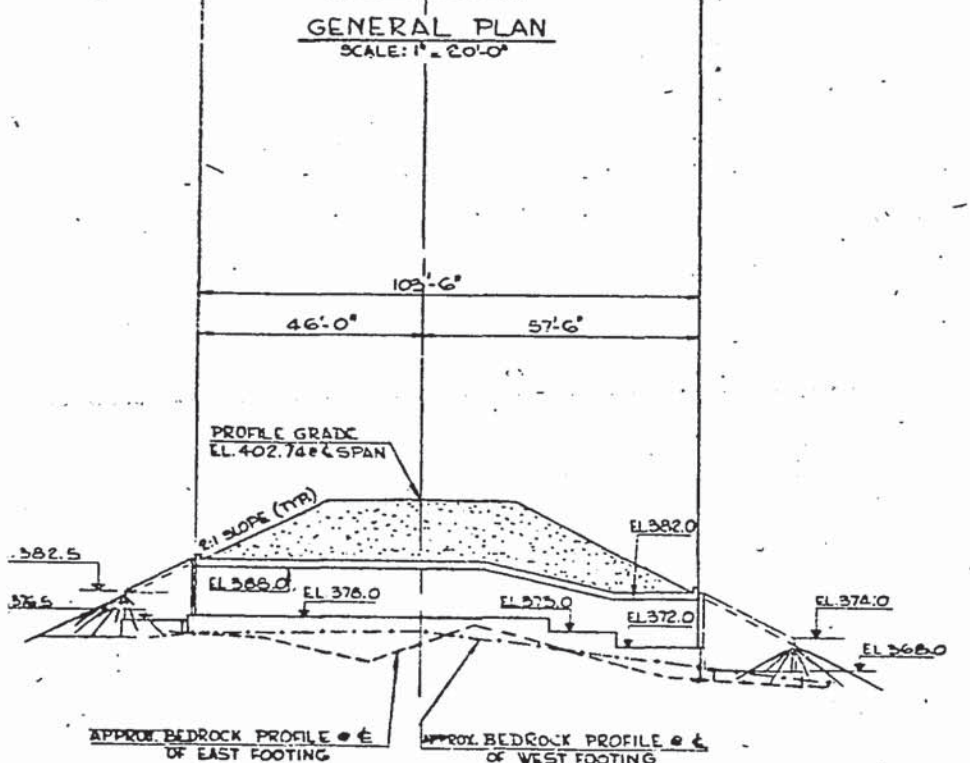 GENERAL PLAN
SCALE: 1" = 20'-0"
103'-6"
46'-0" 57'-6"
PROFILE GRADE
EL. 402.74 @ ℄ SPAN
2:1 SLOPE (TYP.)
EL 382.0
.382.5
EL 388.0
EL 378.0
EL 375.0
EL 374.0
EL 372.0
EL 368.0
APPROX. BEDROCK PROFILE @ ℄
OF EAST FOOTING
APPROX. BEDROCK PROFILE @ ℄
OF WEST FOOTING